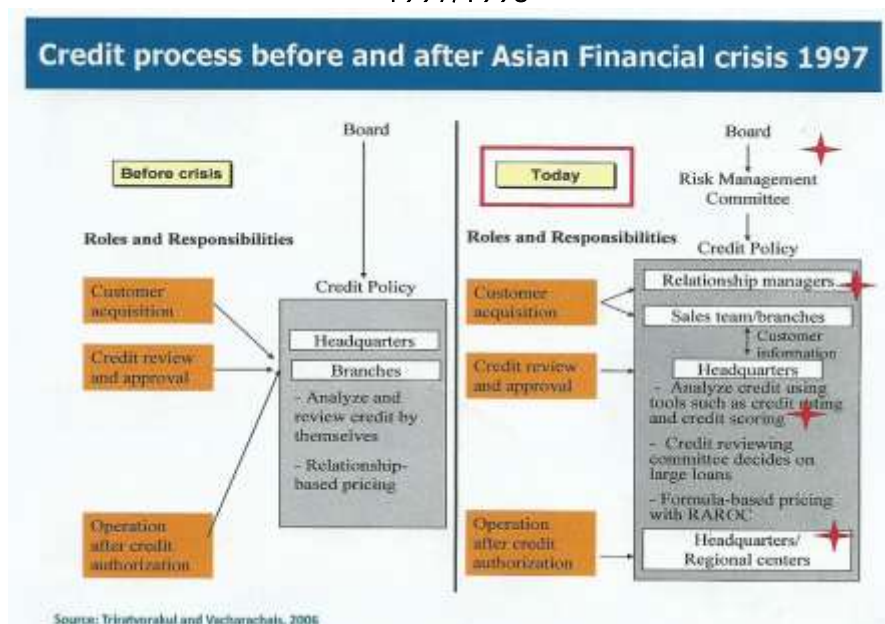 Credit process before and after Asian Financial crisis 1997
Board
Before crisis
Roles and Responsibilities
Customer
acquisition
Credit review
and approval
Operation
after credit
authorization
Credit Policy
Headquarters
Branches
- Analyze and
review credit by
themselves
- Relationship-
based pricing
Board
Today
Risk Management
Committee
Roles and Responsibilities
Credit Policy
Customer
acquisition
Credit review
and approval
Operation
after credit
authorization
Relationship managers
Sales team/branches
Customer
information
Headquarters
- Analyze credit using
tools such as credit rating
and credit scoring
- Credit reviewing
committee decides on
large loans
- Formula-based pricing
with RAROC
Headquarters/
Regional centers
Source: and 2006